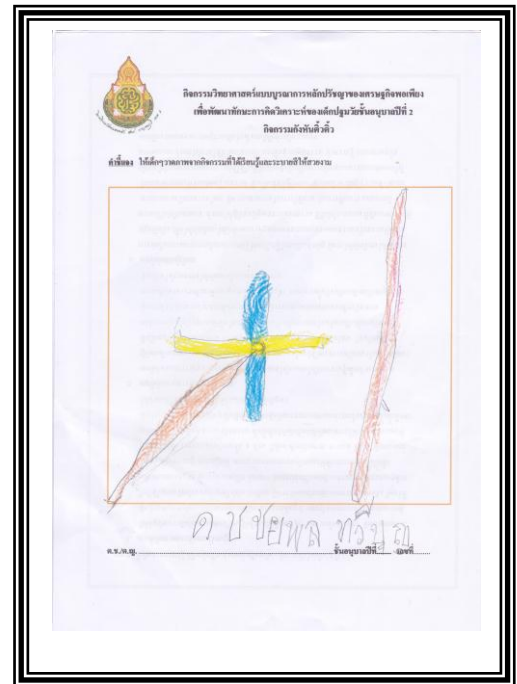 กิจกรรมวิทยาศาสตร์แบบบูรณาการหลักปรัชญาของเศรษฐกิจพอเพียง
เพื่อพัฒนาทักษะการคิดวิเคราะห์ของเด็กปฐมวัยชั้นอนุบาลปีที่ 2
กิจกรรมกังหันติ้วติ้ว
คำชี้แจง ให้เด็กๆวาดภาพจากกิจกรรมที่ได้เรียนรู้และระบายสีให้สวยงาม
ด ช ชัยพล ทวีบุญ
ด.ช./ด.ญ. ชั้นอนุบาลปีที่ เลขที่